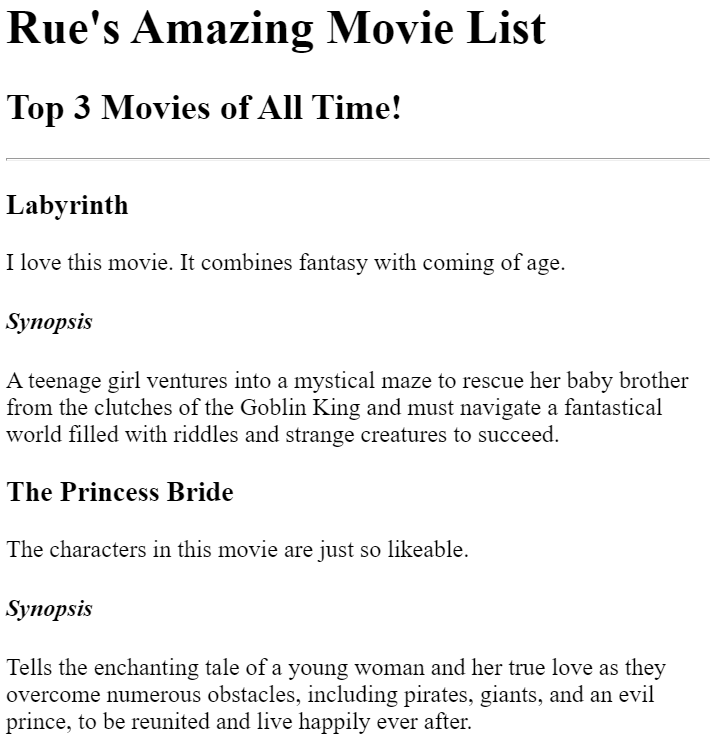 Rue's Amazing Movie List
Top 3 Movies of All Time!
Labyrinth
I love this movie. It combines fantasy with coming of age.
Synopsis
A teenage girl ventures into a mystical maze to rescue her baby brother
from the clutches of the Goblin King and must navigate a fantastical
world filled with riddles and strange creatures to succeed.
The Princess Bride
The characters in this movie are just so likeable.
Synopsis
Tells the enchanting tale of a young woman and her true love as they
overcome numerous obstacles, including pirates, giants, and an evil
prince, to be reunited and live happily ever after.